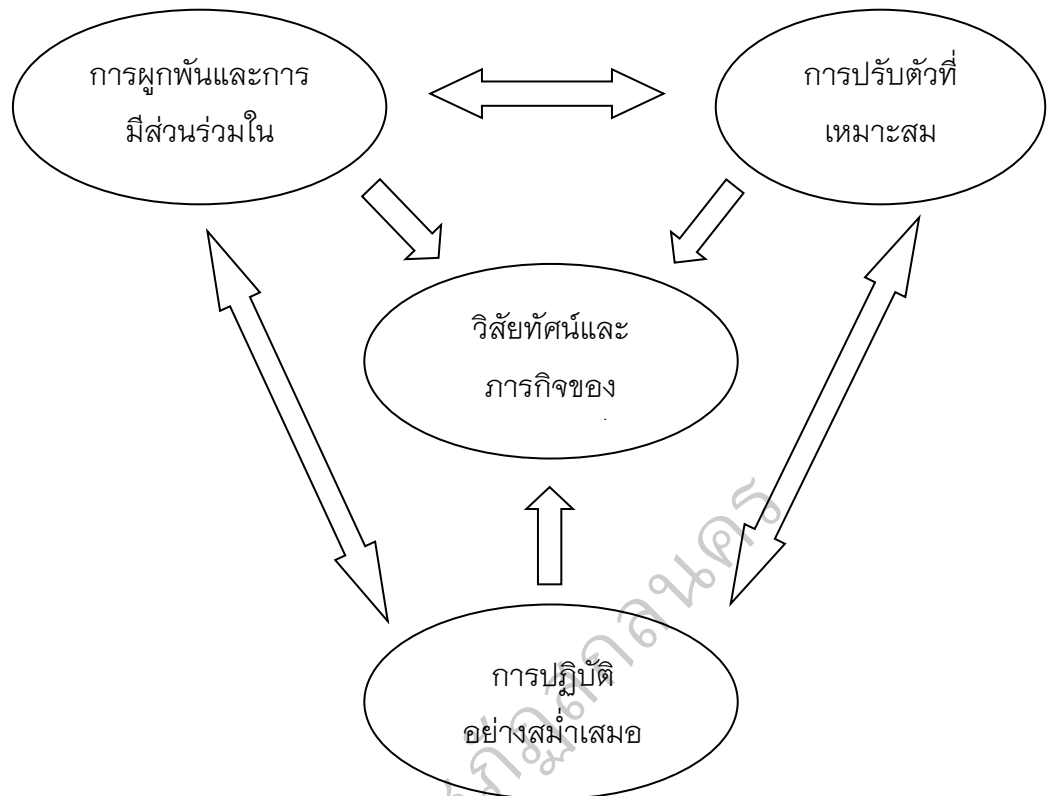 การผูกพันและการ
มีส่วนร่วมใน
การปรับตัวที่
เหมาะสม
วิสัยทัศน์และ
ภารกิจของ
การปฏิบัติ
อย่างสม่ำเสมอ